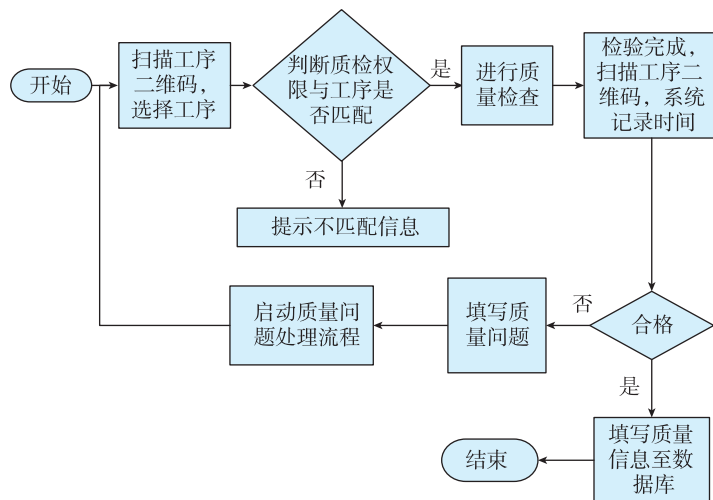 开始
扫描工序
二维码，
选择工序
判断质检权
限与工序是
否匹配
是
进行质
量检查
检验完成，
扫描工序二
维码，系统
记录时间
否
提示不匹配信息
合格
否
填写质
量问题
启动质量问
题处理流程
是
填写质量
信息至数
据库
结束